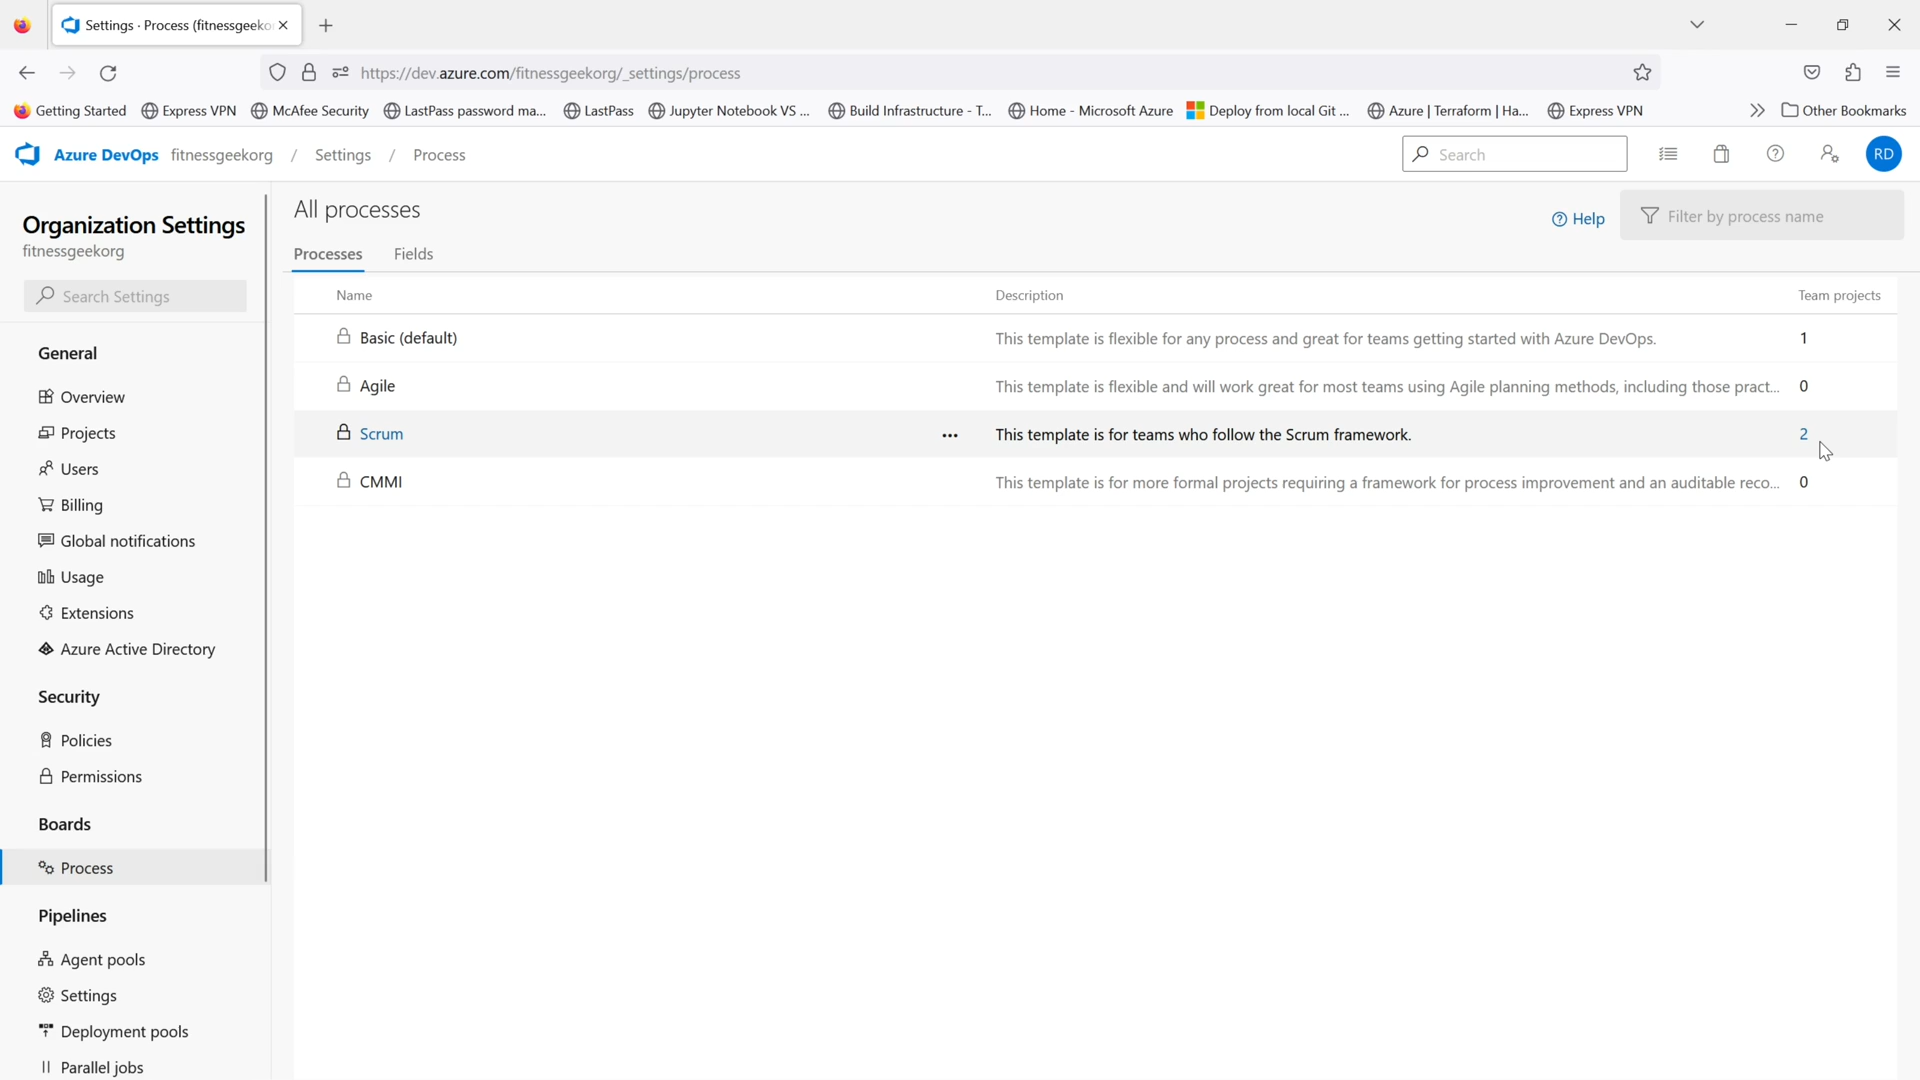 Settings · Process (fitnessgeeko
https://dev.azure.com/fitnessgeekorg/_settings/process
Getting Started Express VPN McAfee Security LastPass password ma... LastPass Jupyter Notebook VS ... Build Infrastructure - T... Home - Microsoft Azure Deploy from local Git ... Azure | Terraform | Ha... Express VPN Other Bookmarks
Azure DevOps fitnessgeekorg / Settings / Process Search RD
Organization Settings
fitnessgeekorg
Search Settings
General
Overview
Projects
Users
Billing
Global notifications
Usage
Extensions
Azure Active Directory
Security
Policies
Permissions
Boards
Process
Pipelines
Agent pools
Settings
Deployment pools
Parallel jobs
All processes
Help Filter by process name
Processes Fields
Name Description Team projects
Basic (default) This template is flexible for any process and great for teams getting started with Azure DevOps. 1
Agile This template is flexible and will work great for most teams using Agile planning methods, including those pract... 0
Scrum ... This template is for teams who follow the Scrum framework. 2
CMMI This template is for more formal projects requiring a framework for process improvement and an auditable reco... 0